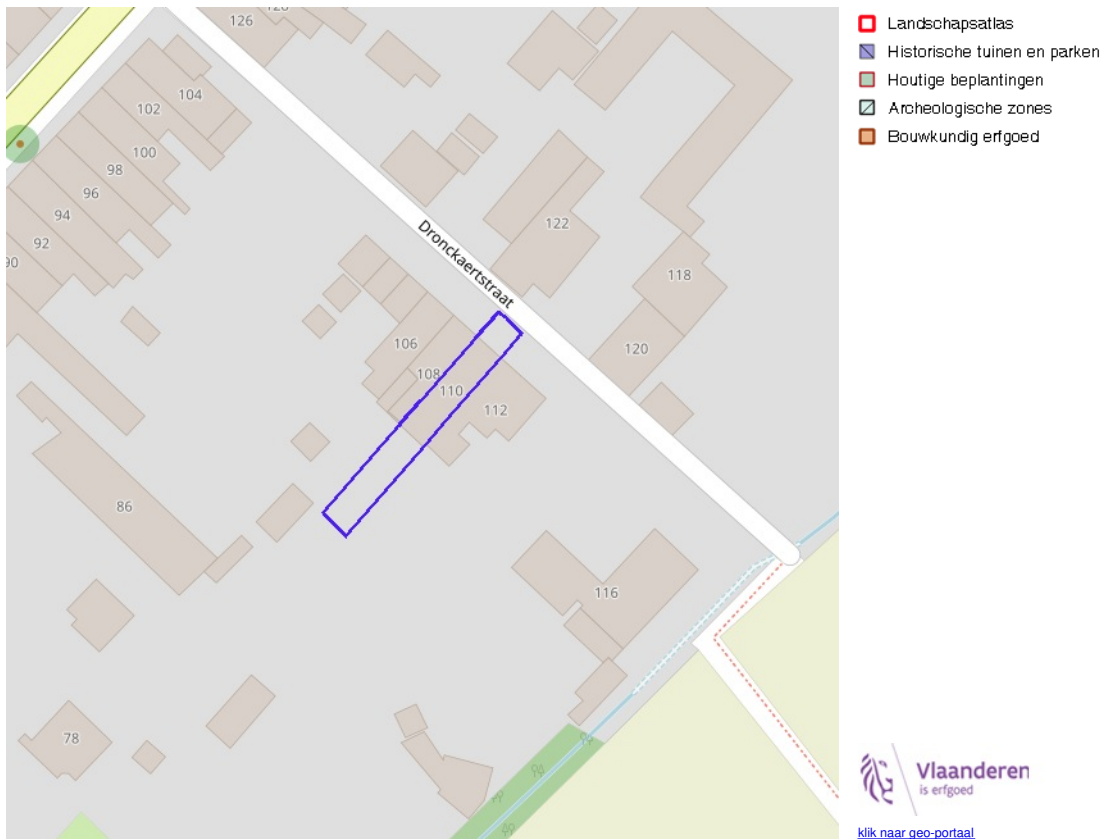 126
128
104
102
100
98
96
94
92
90
122
Dronckaertstraat
118
120
106
108
110
112
86
116
78
Landschapsatlas
Historische tuinen en parken
Houtige beplantingen
Archeologische zones
Bouwkundig erfgoed
Vlaanderen
is erfgoed
klik naar geo-portaal